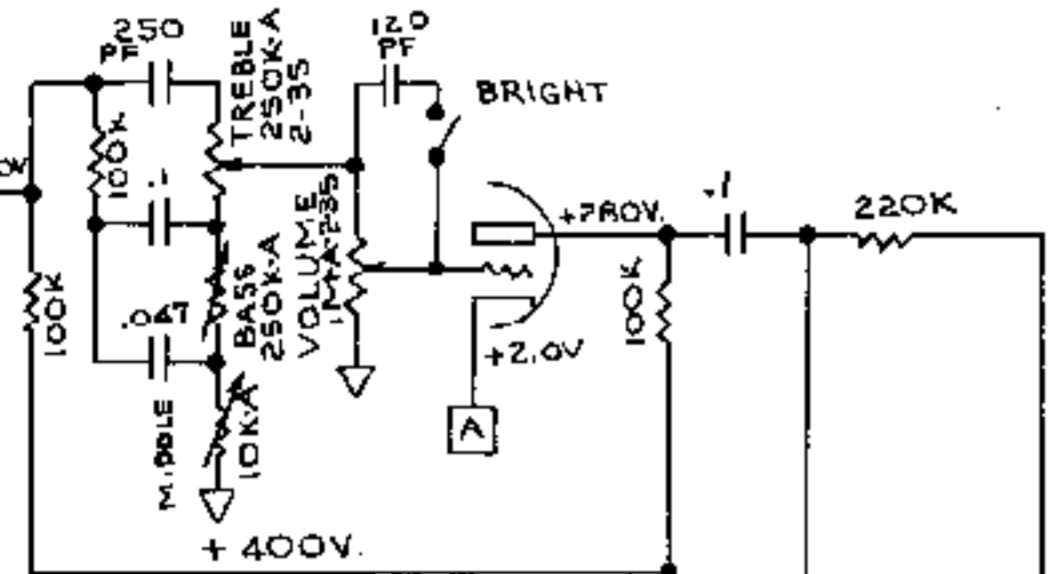 250
PF
100K
.1
.047
100K
TREBLE
250K-A
2-35
120
PF
BRIGHT
VOLUME
BASS
250K-A
MIDDLE
10K-A
+400V.
100K
.1
220K
+2.0V
A